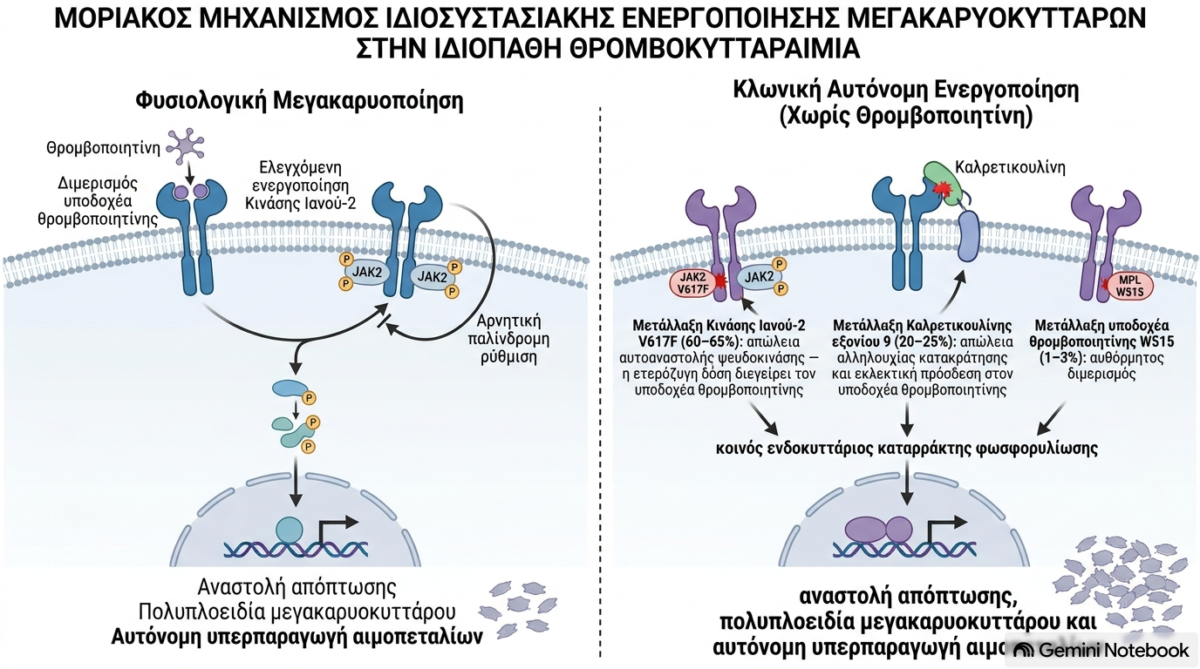 ΜΟΡΙΑΚΟΣ ΜΗΧΑΝΙΣΜΟΣ ΙΔΙΟΣΥΣΤΑΣΙΑΚΗΣ ΕΝΕΡΓΟΠΟΙΗΣΗΣ ΜΕΓΑΚΑΡΥΟΚΥΤΤΑΡΩΝ
ΣΤΗΝ ΙΔΙΟΠΑΘΗ ΘΡΟΜΒΟΚΥΤΤΑΡΑΙΜΙΑ
Φυσιολογική Μεγακαρυοποίηση
Θρομβοποιητίνη
Διμερισμός
υποδοχέα
θρομβοποιητίνης
Ελεγχόμενη
ενεργοποίηση
Κινάσης Ιανού-2
P
P
JAK2
JAK2
P
P
Αρνητική
παλίνδρομη
ρύθμιση
P
P
P
Αναστολή απόπτωσης
Πολυπλοειδία μεγακαρυοκυττάρου
Αυτόνομη υπερπαραγωγή αιμοπεταλίων
Κλωνική Αυτόνομη Ενεργοποίηση
(Χωρίς Θρομβοποιητίνη)
Καλρετικουλίνη
JAK2
V617F
JAK2
P
P
MPL
WS1S
Μετάλλαξη Κινάσης Ιανού-2
V617F (60–65%): απώλεια
αυτοαναστολής ψευδοκινάσης —
η ετερόζυγη δόση διεγείρει τον
υποδοχέα θρομβοποιητίνης
Μετάλλαξη Καλρετικουλίνης
εξονίου 9 (20–25%): απώλεια
αλληλουχίας κατακράτησης
και εκλεκτική πρόσδεση στον
υποδοχέα θρομβοποιητίνης
Μετάλλαξη υποδοχέα
θρομβοποιητίνης WS15
(1–3%): αυθόρμητος
διμερισμός
κοινός ενδοκυττάριος καταρράκτης φωσφορυλίωσης
αναστολή απόπτωσης,
πολυπλοειδία μεγακαρυοκυττάρου και
αυτόνομη υπερπαραγωγή
Gemini Notebook